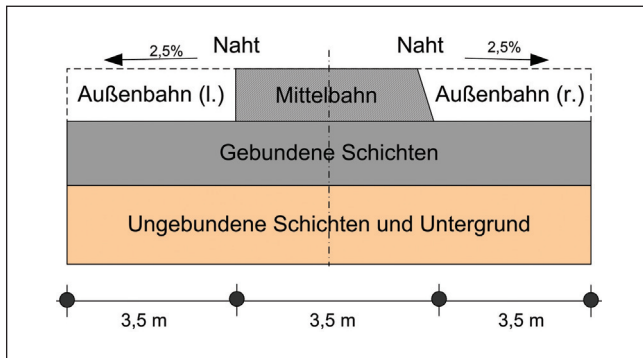 2,5% Naht Naht 2,5%
Außenbahn (l.) Mittelbahn Außenbahn (r.)
Gebundene Schichten
Ungebundene Schichten und Untergrund
3,5 m 3,5 m 3,5 m